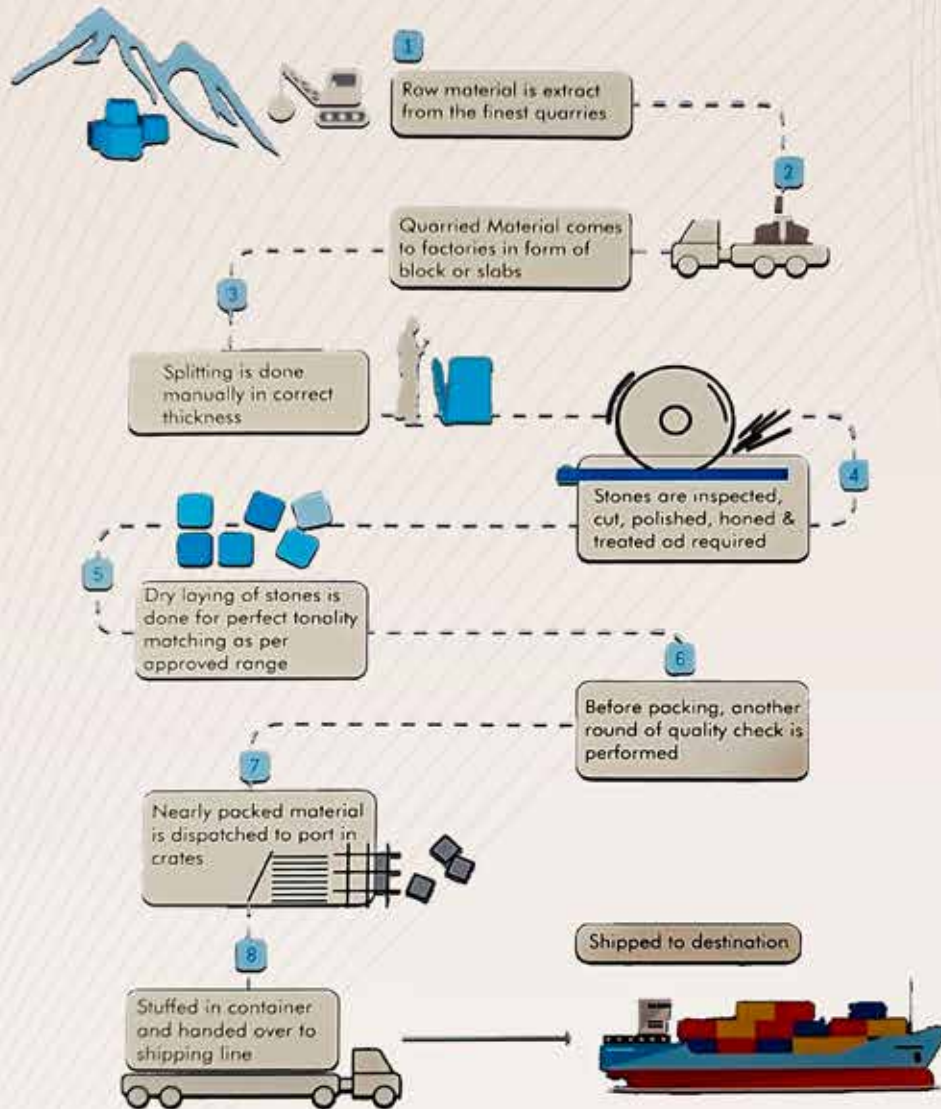 1
Raw material is extract
from the finest quarries
2
Quarried Material comes
to factories in form of
block or slabs
3
Splitting is done
manually in correct
thickness
4
Stones are inspected,
cut, polished, honed &
treated ad required
5
Dry laying of stones is
done for perfect tonality
matching as per
approved range
6
Before packing, another
round of quality check is
performed
7
Nearly packed material
is dispatched to port in
crates
8
Stuffed in container
and handed over to
shipping line
Shipped to destination